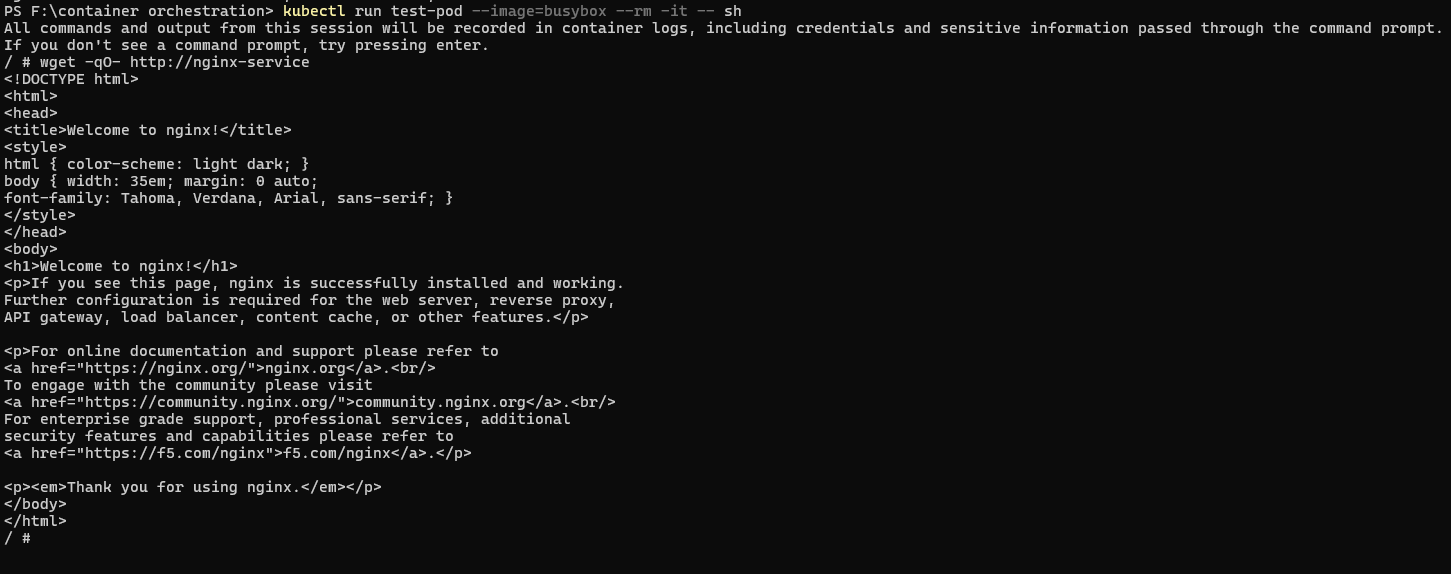 PS F:\container orchestration> kubectl run test-pod --image=busybox --rm -it -- sh
All commands and output from this session will be recorded in container logs, including credentials and sensitive information passed through the command prompt.
If you don't see a command prompt, try pressing enter.
/ # wget -qO- http://nginx-service
<!DOCTYPE html>
<html>
<head>
<title>Welcome to nginx!</title>
<style>
html { color-scheme: light dark; }
body { width: 35em; margin: 0 auto;
font-family: Tahoma, Verdana, Arial, sans-serif; }
</style>
</head>
<body>
<h1>Welcome to nginx!</h1>
<p>If you see this page, nginx is successfully installed and working.
Further configuration is required for the web server, reverse proxy,
API gateway, load balancer, content cache, or other features.</p>

<p>For online documentation and support please refer to
<a href="https://nginx.org/">nginx.org</a>.<br/>
To engage with the community please visit
<a href="https://community.nginx.org/">community.nginx.org</a>.<br/>
For enterprise grade support, professional services, additional
security features and capabilities please refer to
<a href="https://f5.com/nginx">f5.com/nginx</a>.</p>

<p><em>Thank you for using nginx.</em></p>
</body>
</html>
/ #